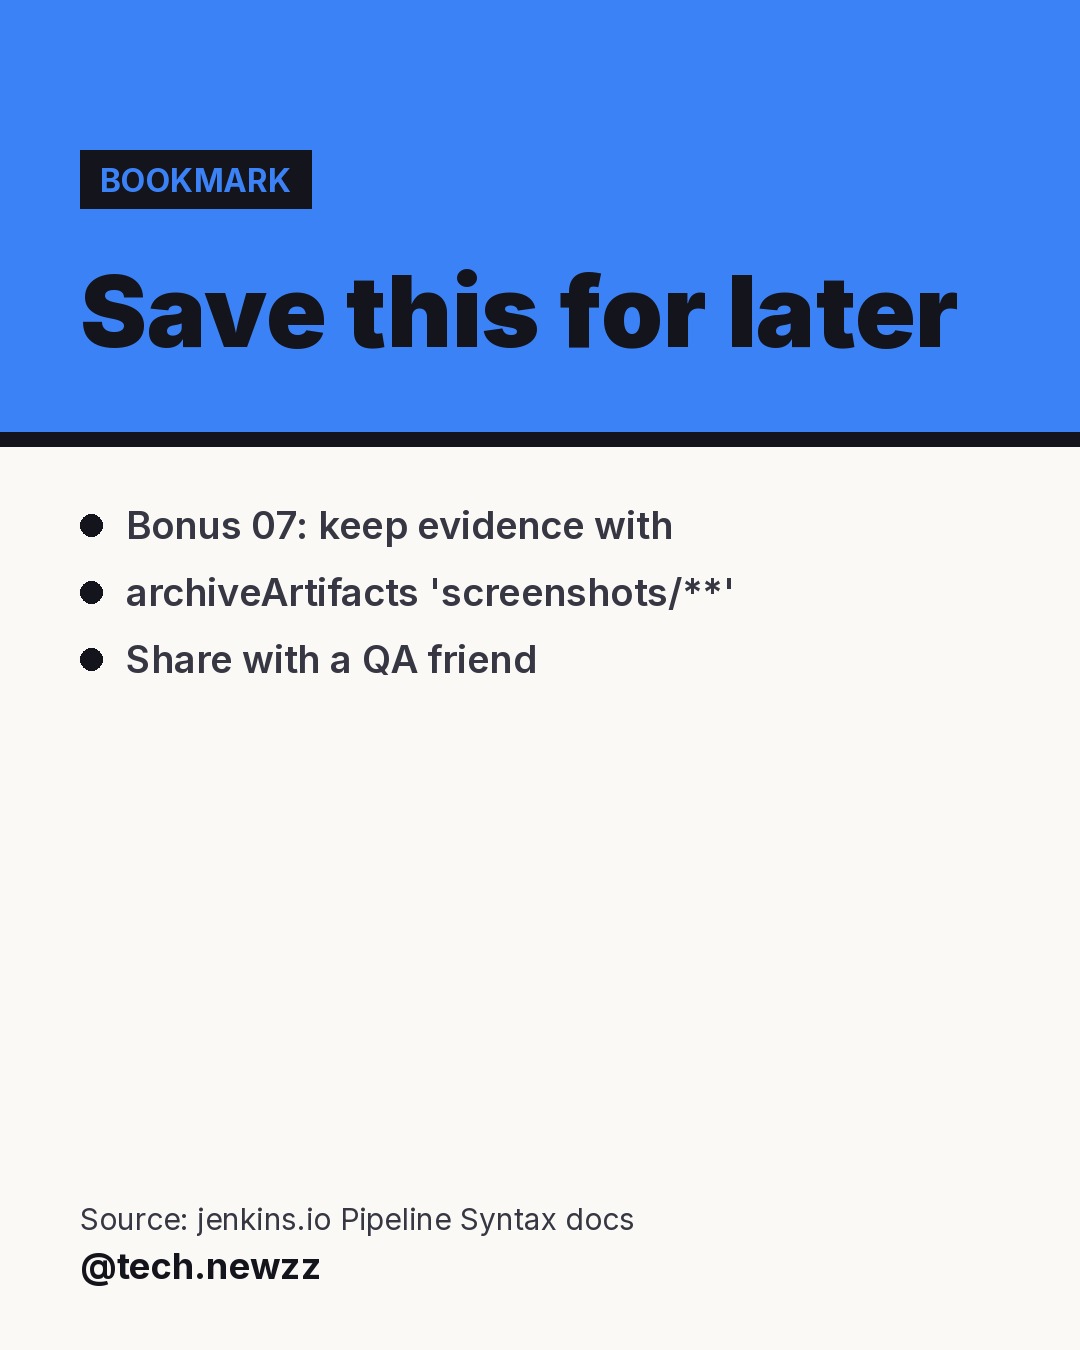 BOOKMARK
Save this for later
Bonus 07: keep evidence with
archiveArtifacts 'screenshots/**'
Share with a QA friend
Source: jenkins.io Pipeline Syntax docs
@tech.newzz